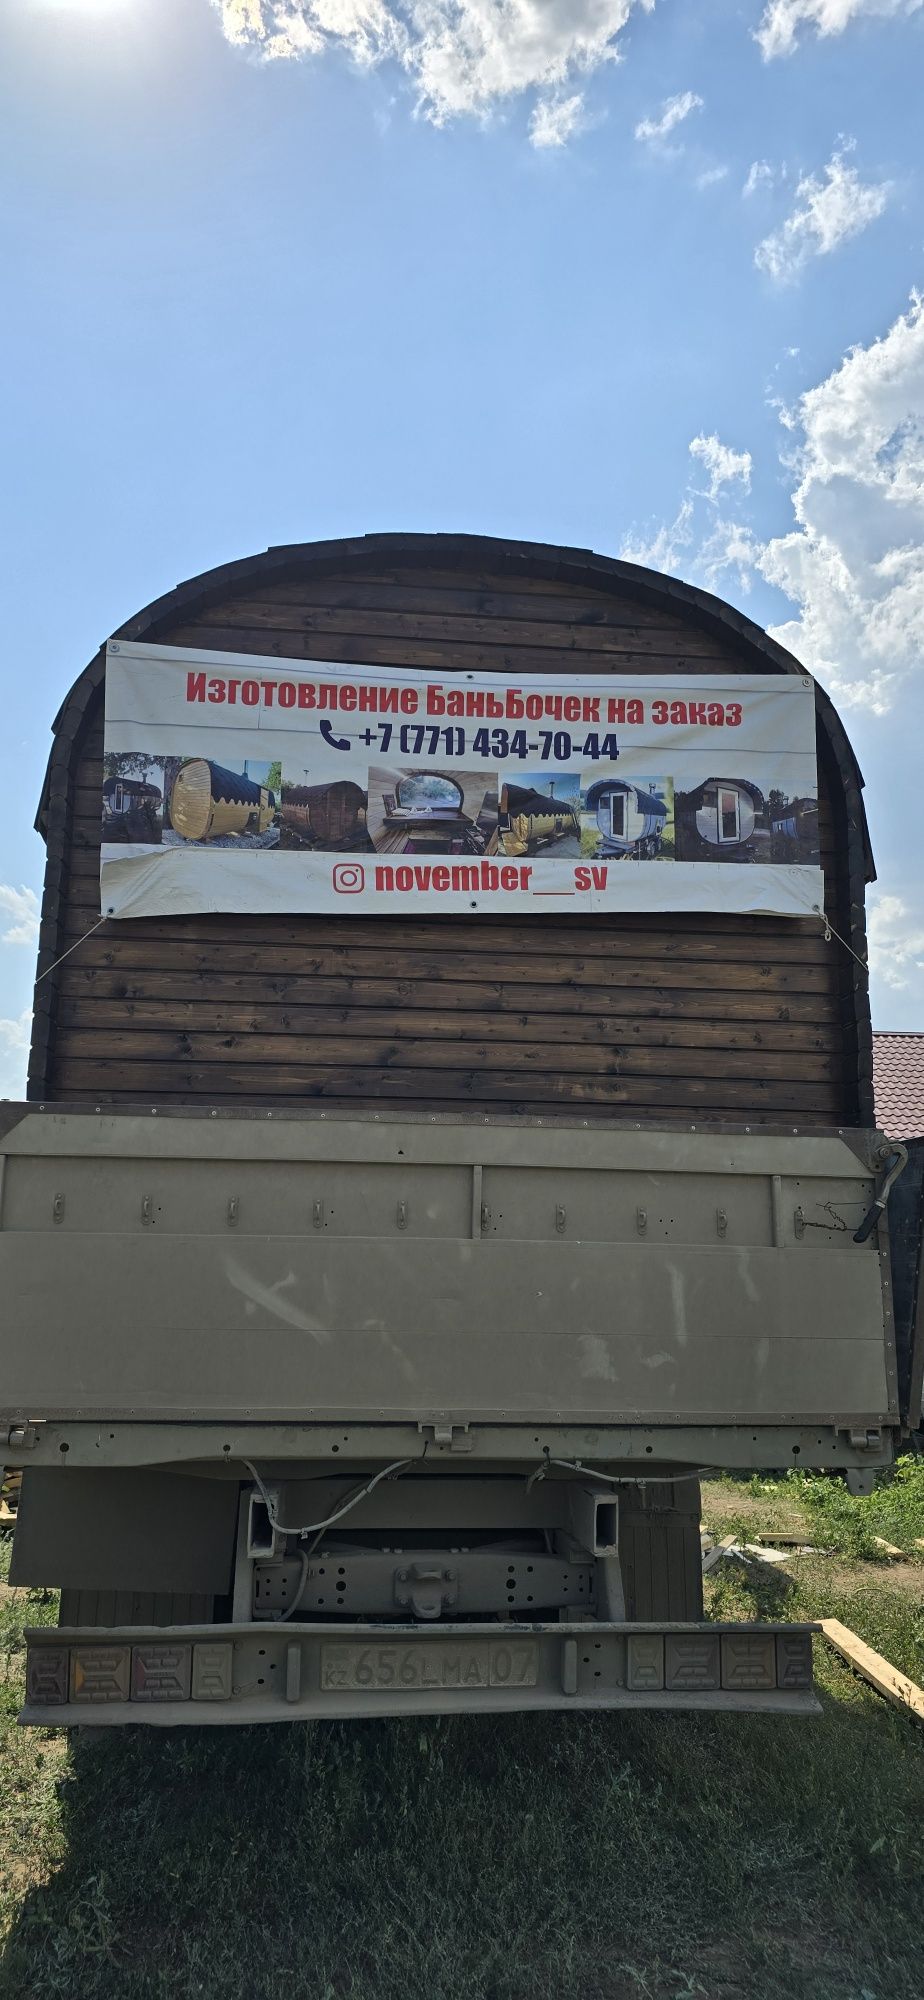 Изготовление БаньБочек на заказ
+7 (771) 434-70-44
november__sv
KZ 656LMA 07